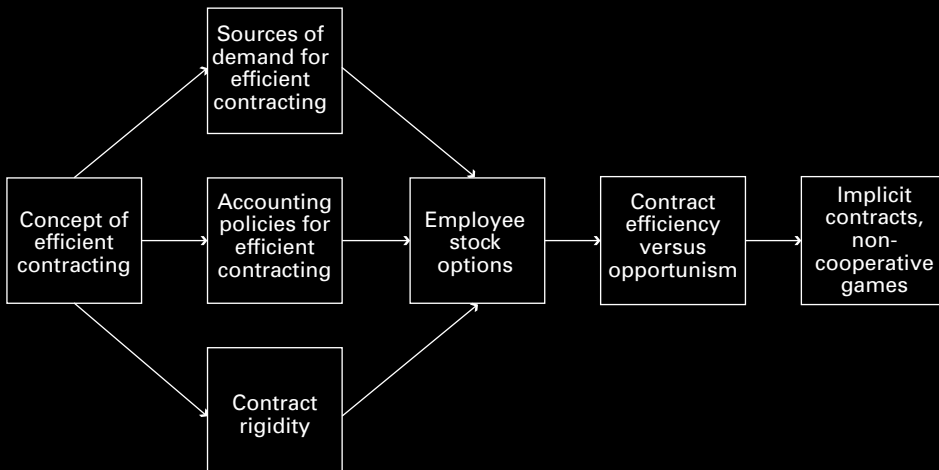 Sources of
demand for
efficient
contracting
Concept of
efficient
contracting
Accounting
policies for
efficient
contracting
Employee
stock
options
Contract
efficiency
versus
opportunism
Implicit
contracts,
non-
cooperative
games
Contract
rigidity